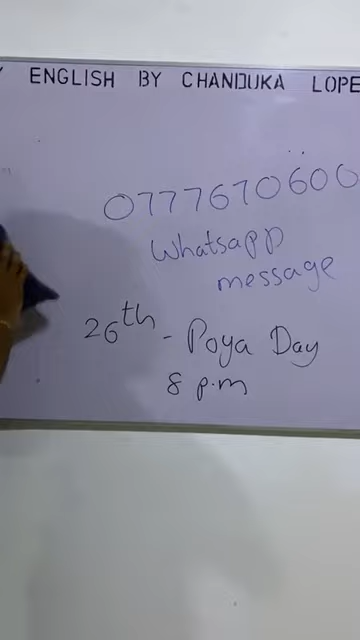 ENGLISH BY CHANDUKA LOPE
0777670600
Whatsapp
message
26th - Poya Day
8 p.m